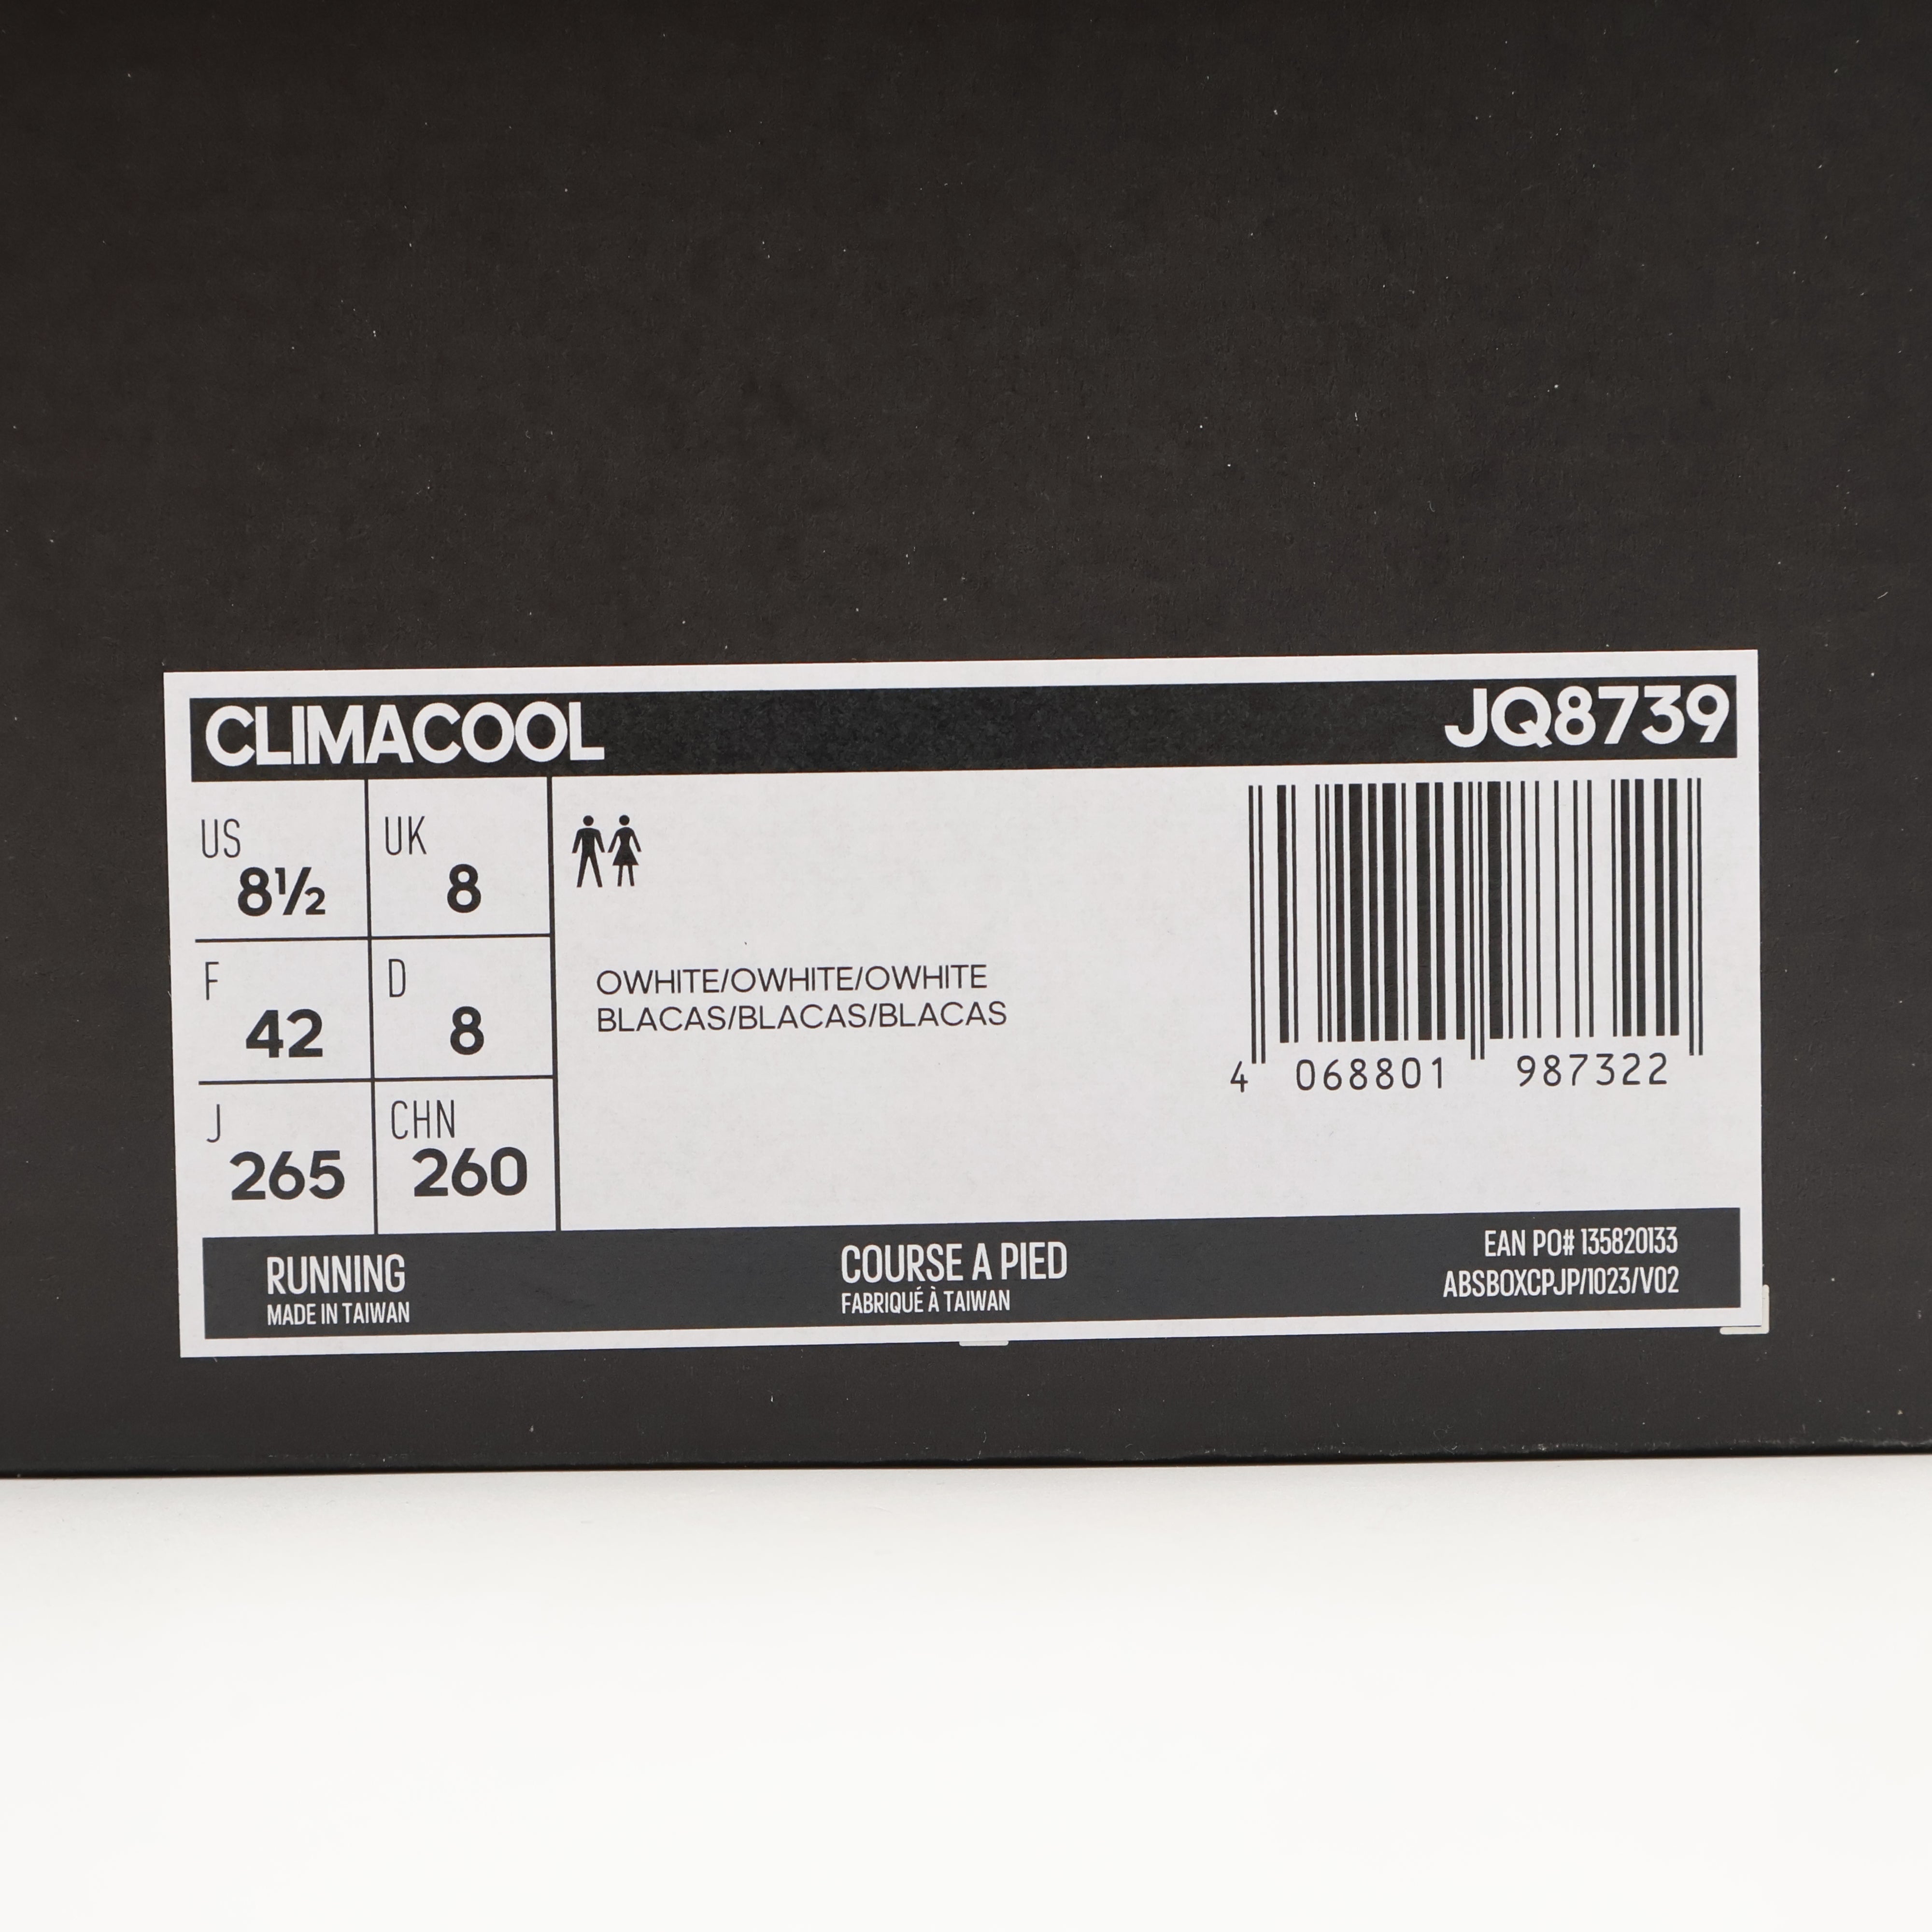 CLIMACOOL JQ8739
US UK
8½ 8
F D
42 8
J CHN
265 260
OWHITE/OWHITE/OWHITE
BLACAS/BLACAS/BLACAS
4 068801 987322
RUNNING
MADE IN TAIWAN
COURSE A PIED
FABRIQUÉ À TAIWAN
EAN PO# 135820133
ABSBOXCPJP/1023/V02